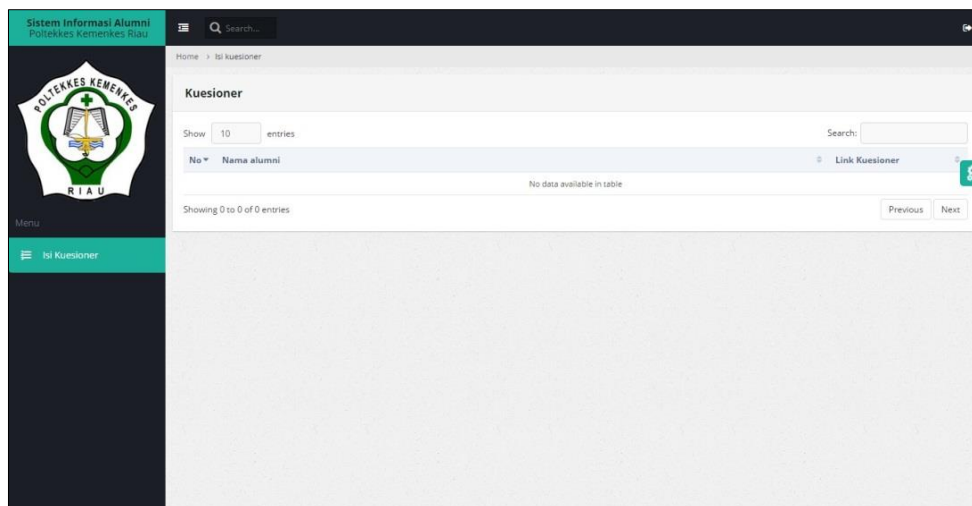 Sistem Informasi Alumni
Poltekkes Kemenkes Riau
Search...
Home > Isi kuesioner
POLTEKKES KEMENKES
RIAU
Menu
Isi Kuesioner
Kuesioner
Show 10 entries
Search:
No Nama alumni Link Kuesioner
No data available in table
Showing 0 to 0 of 0 entries
Previous Next